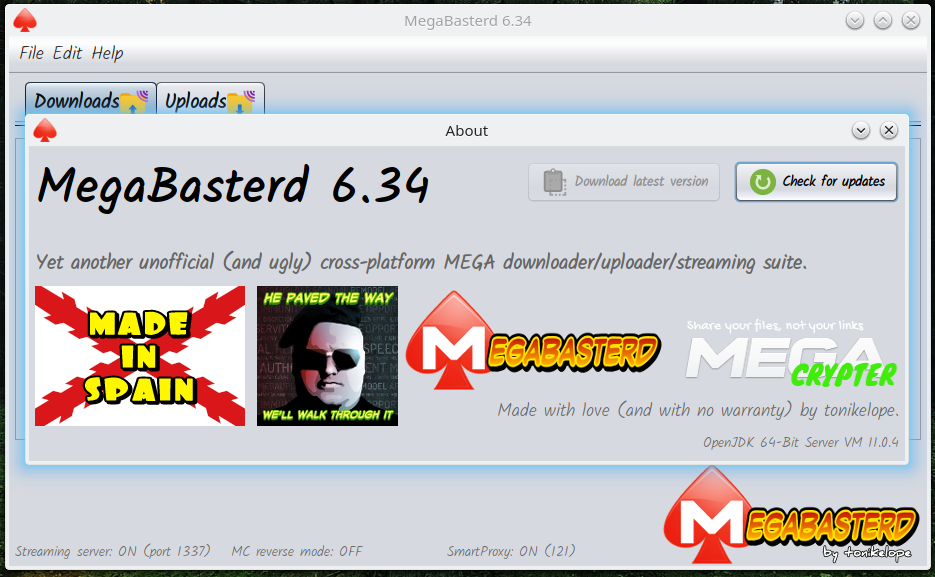 MegaBasterd 6.34
File Edit Help
Downloads Uploads
About
MegaBasterd 6.34
Download latest version
Check for updates
Yet another unofficial (and ugly) cross-platform MEGA downloader/uploader/streaming suite.
MADE
IN
SPAIN
HE PAVED THE WAY
WE'LL WALK THROUGH IT
MEGABASTERD
Share your files, not your links
MEGA
CRYPTER
Made with love (and with no warranty) by tonikelope.
OpenJDK 64-Bit Server VM 11.0.4
MEGABASTERD
by tonikelope
Streaming server: ON (port 1337) MC reverse mode: OFF SmartProxy: ON (121)